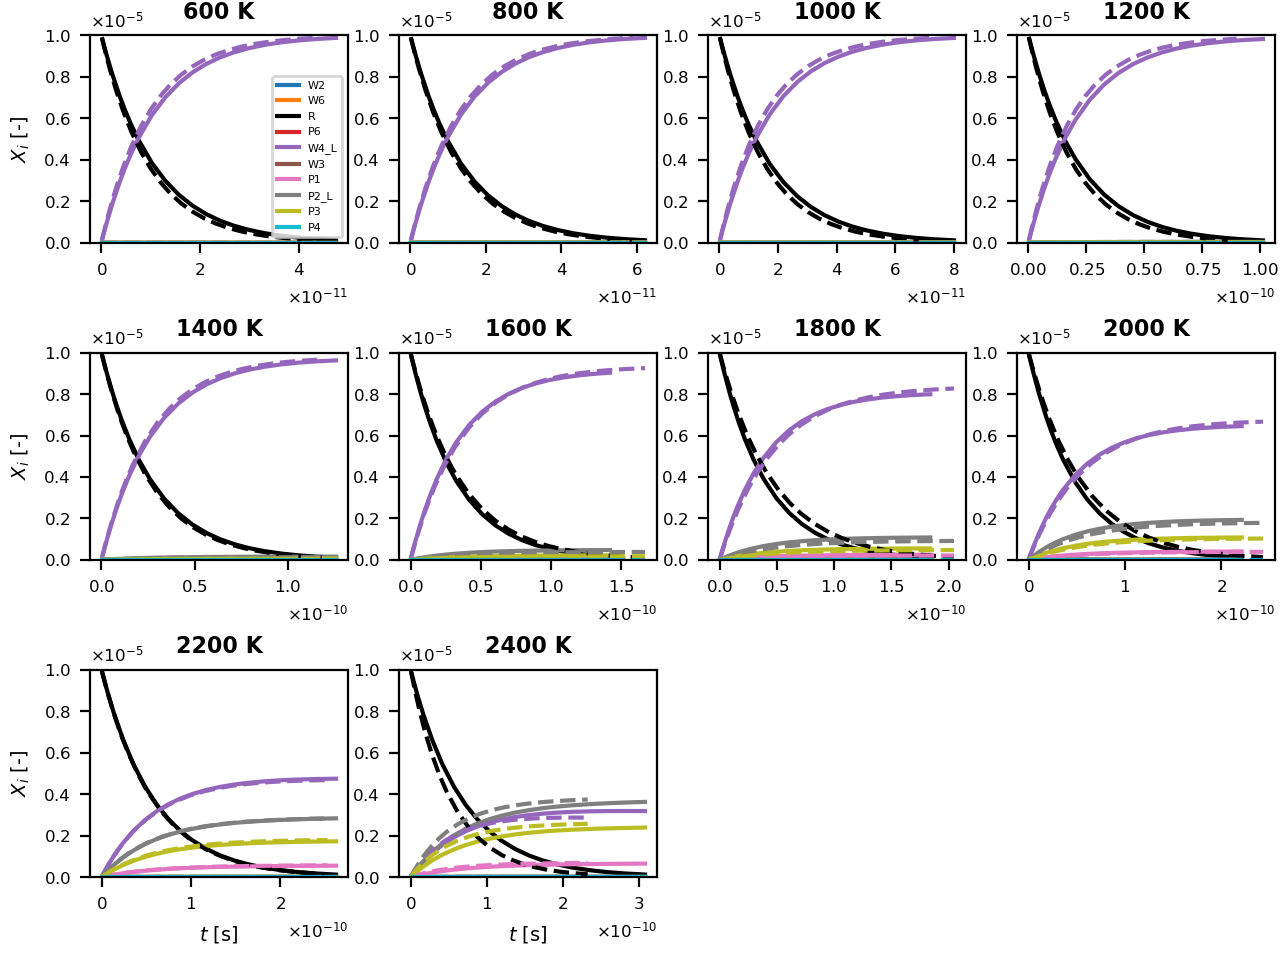 600 K
800 K
1000 K
1200 K
×10⁻⁵
×10⁻⁵
×10⁻⁵
×10⁻⁵
1.0
0.8
0.6
0.4
0.2
0.0
X_i [-]
W2
W6
R
P6
W4_L
W3
P1
P2_L
P3
P4
0 2 4
×10⁻¹¹
1.0
0.8
0.6
0.4
0.2
0.0
0 2 4 6
×10⁻¹¹
1.0
0.8
0.6
0.4
0.2
0.0
0 2 4 6 8
×10⁻¹¹
1.0
0.8
0.6
0.4
0.2
0.0
0.00 0.25 0.50 0.75 1.00
×10⁻¹⁰
1400 K
1600 K
1800 K
2000 K
×10⁻⁵
×10⁻⁵
×10⁻⁵
×10⁻⁵
1.0
0.8
0.6
0.4
0.2
0.0
X_i [-]
0.0 0.5 1.0
×10⁻¹⁰
1.0
0.8
0.6
0.4
0.2
0.0
0.0 0.5 1.0 1.5
×10⁻¹⁰
1.0
0.8
0.6
0.4
0.2
0.0
0.0 0.5 1.0 1.5 2.0
×10⁻¹⁰
1.0
0.8
0.6
0.4
0.2
0.0
0 1 2
×10⁻¹⁰
2200 K
2400 K
×10⁻⁵
×10⁻⁵
1.0
0.8
0.6
0.4
0.2
0.0
X_i [-]
0 1 2
×10⁻¹⁰
t [s]
1.0
0.8
0.6
0.4
0.2
0.0
0 1 2 3
×10⁻¹⁰
t [s]